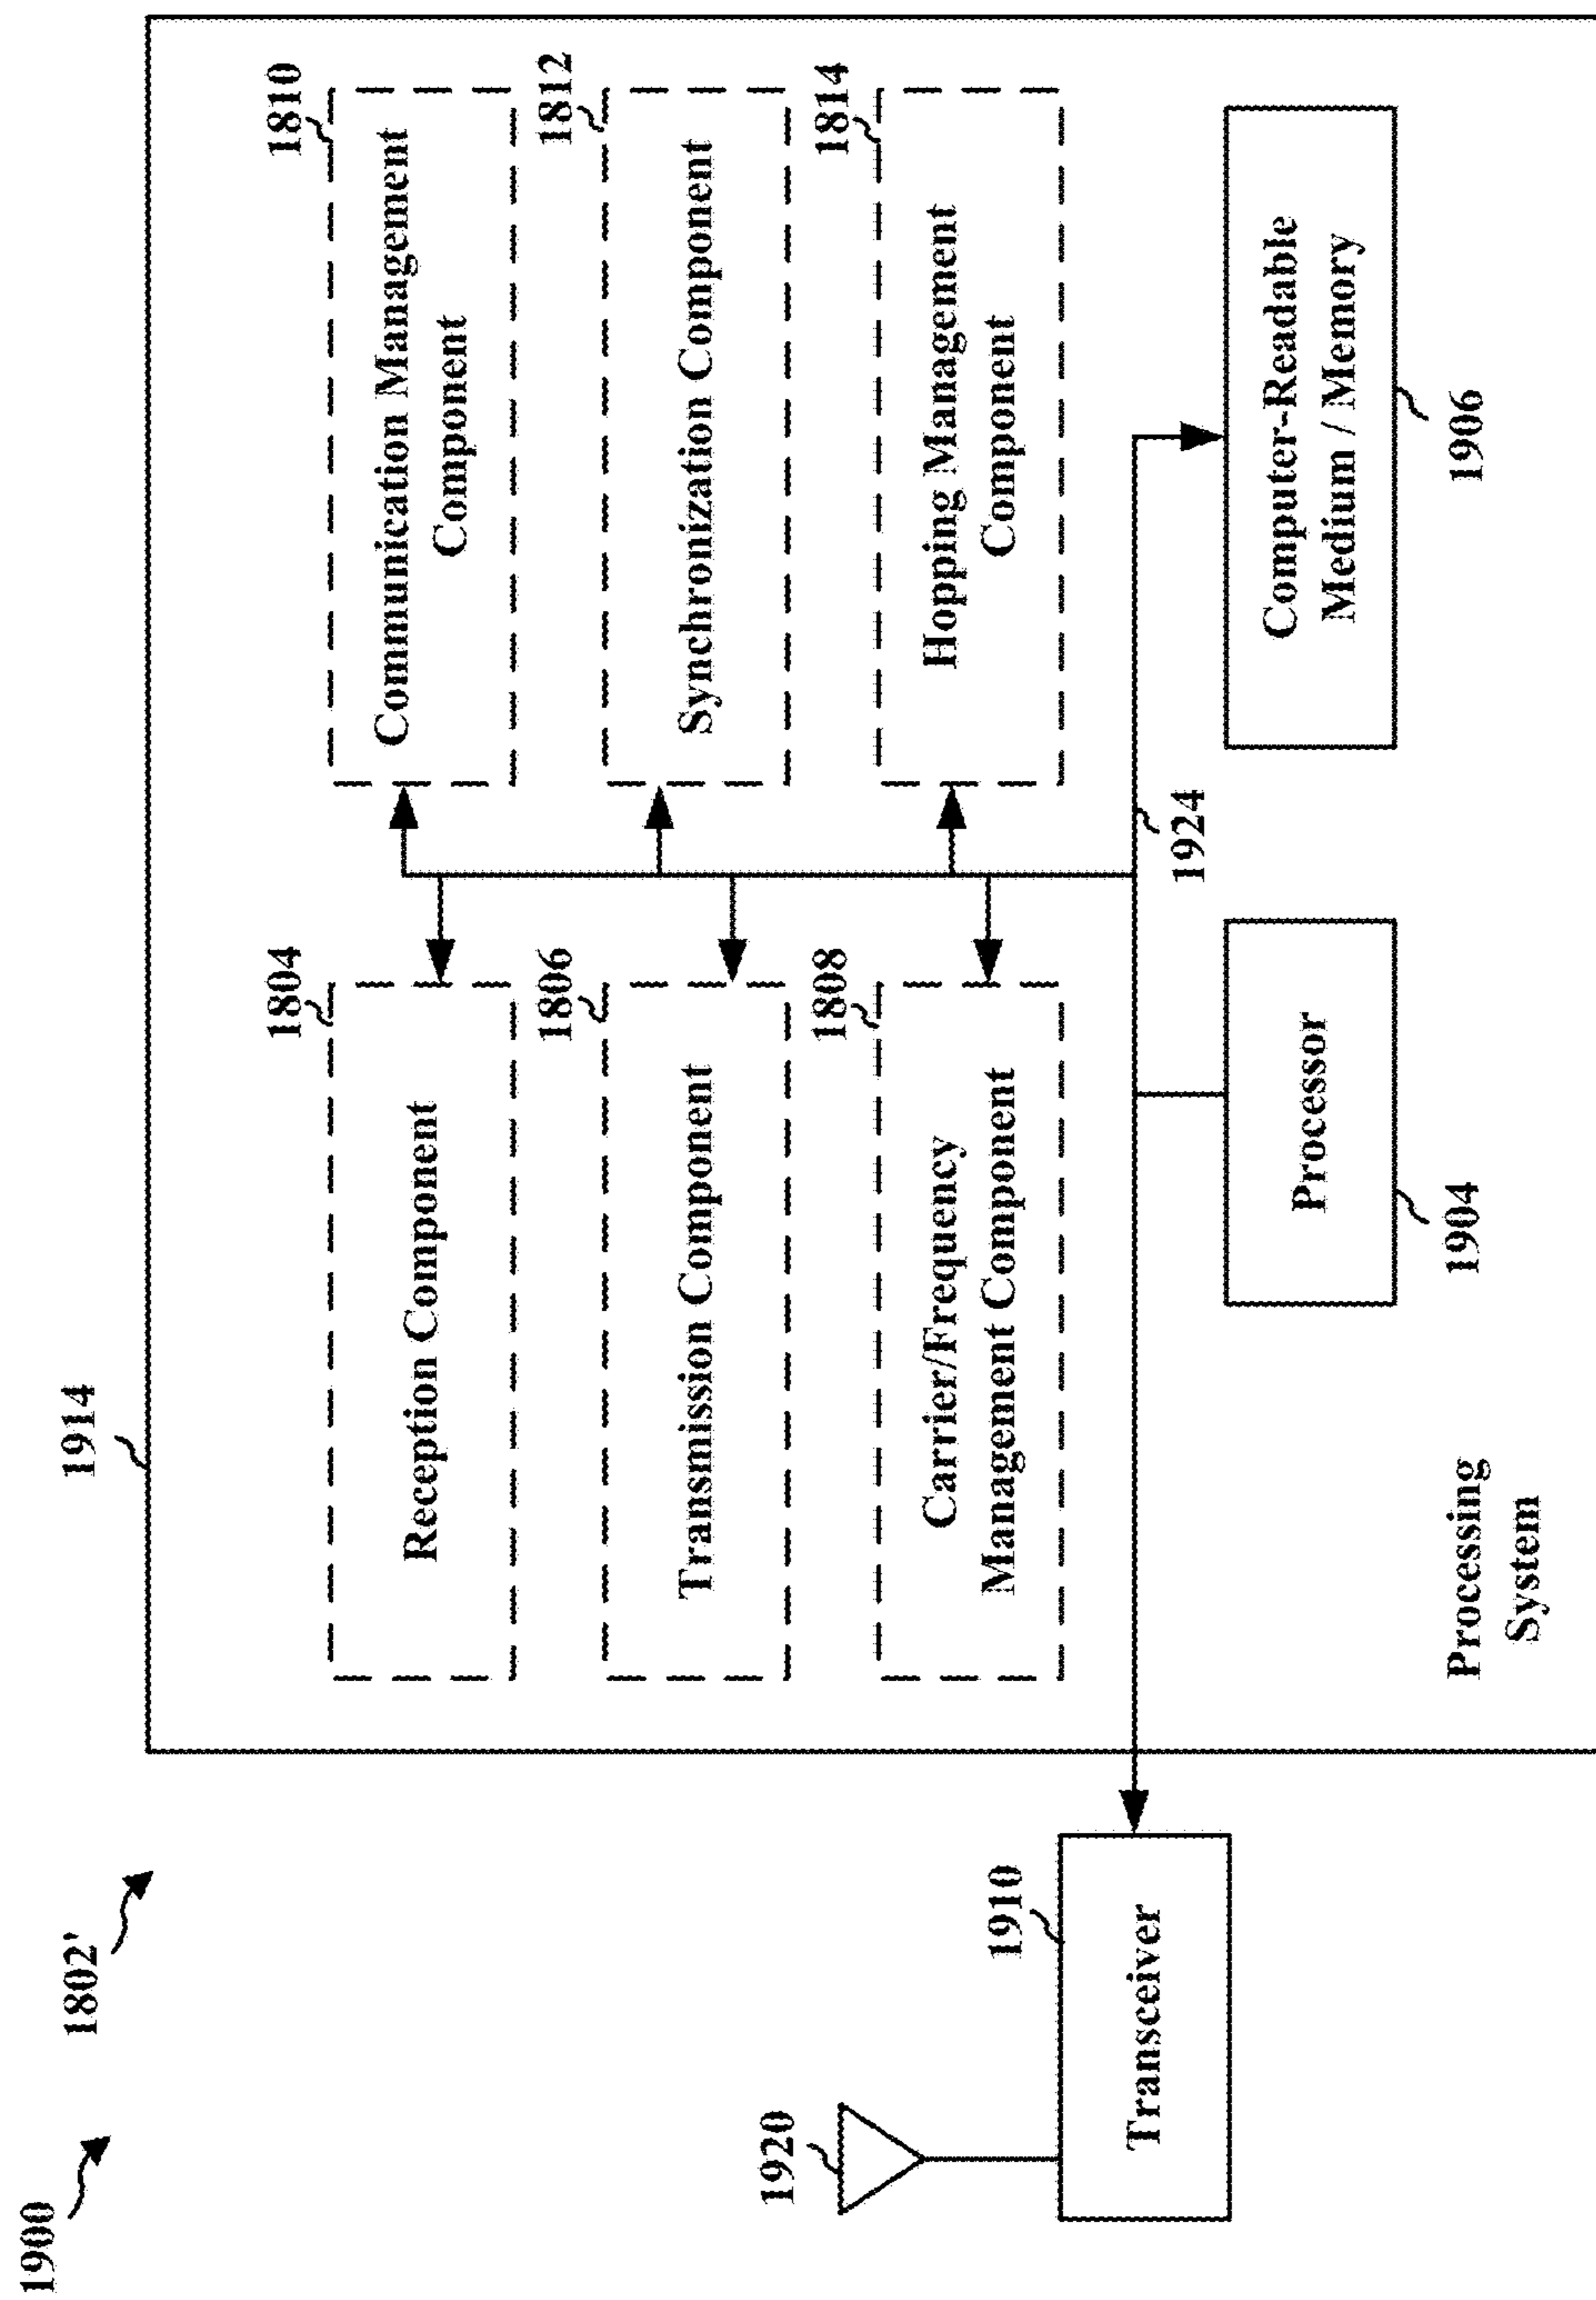 1900
1802'
1914
1804
Reception Component
1810
Communication Management
Component
1806
Transmission Component
1812
Synchronization Component
1808
Carrier/Frequency
Management Component
1814
Hopping Management
Component
1920
1910
Transceiver
1924
Processor
1904
Computer-Readable
Medium / Memory
1906
Processing
System